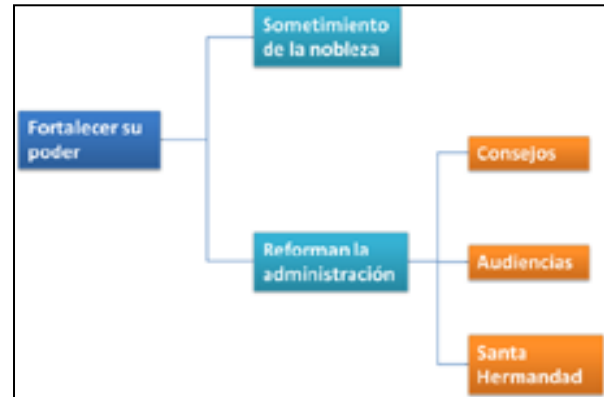 Sometimiento
de la nobleza
Fortalecer su
poder
Consejos
Reforman la
administración
Audiencias
Santa
Hermandad